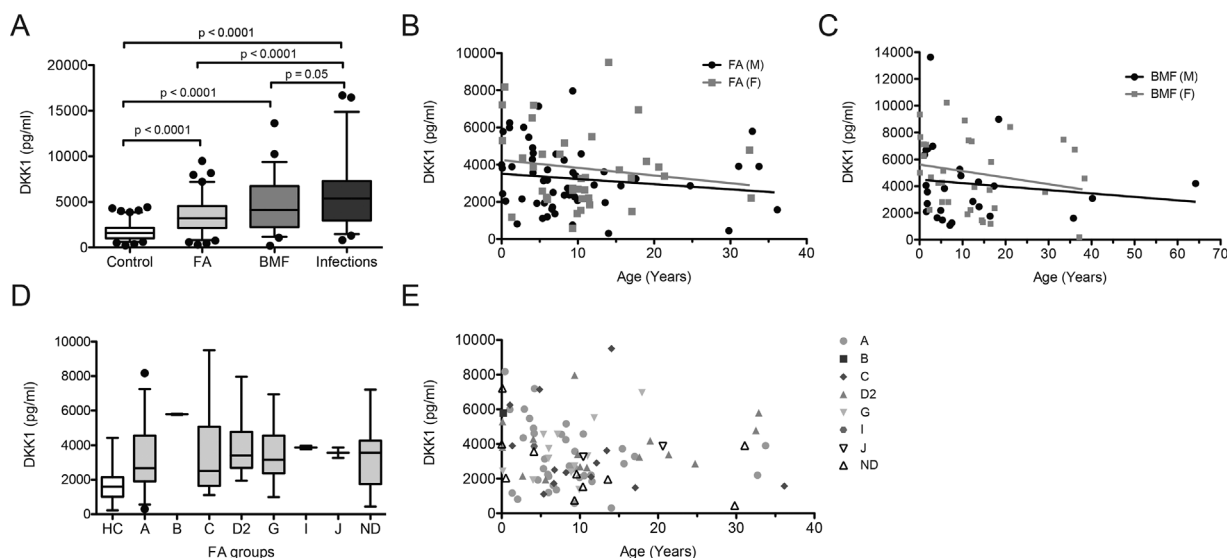 A
p < 0.0001
p < 0.0001
p = 0.05
p < 0.0001
p < 0.0001
20000
15000
10000
5000
0
DKK1 (pg/ml)
Control FA BMF Infections
B
10000
8000
6000
4000
2000
0
DKK1 (pg/ml)
FA (M)
FA (F)
0 10 20 30 40
Age (Years)
C
14000
12000
10000
8000
6000
4000
2000
0
DKK1 (pg/ml)
BMF (M)
BMF (F)
0 10 20 30 40 50 60 70
Age (Years)
D
10000
8000
6000
4000
2000
0
DKK1 (pg/ml)
HC A B C D2 G I J ND
FA groups
E
10000
8000
6000
4000
2000
0
DKK1 (pg/ml)
0 10 20 30 40
Age (Years)
A
B
C
D2
G
I
J
ND